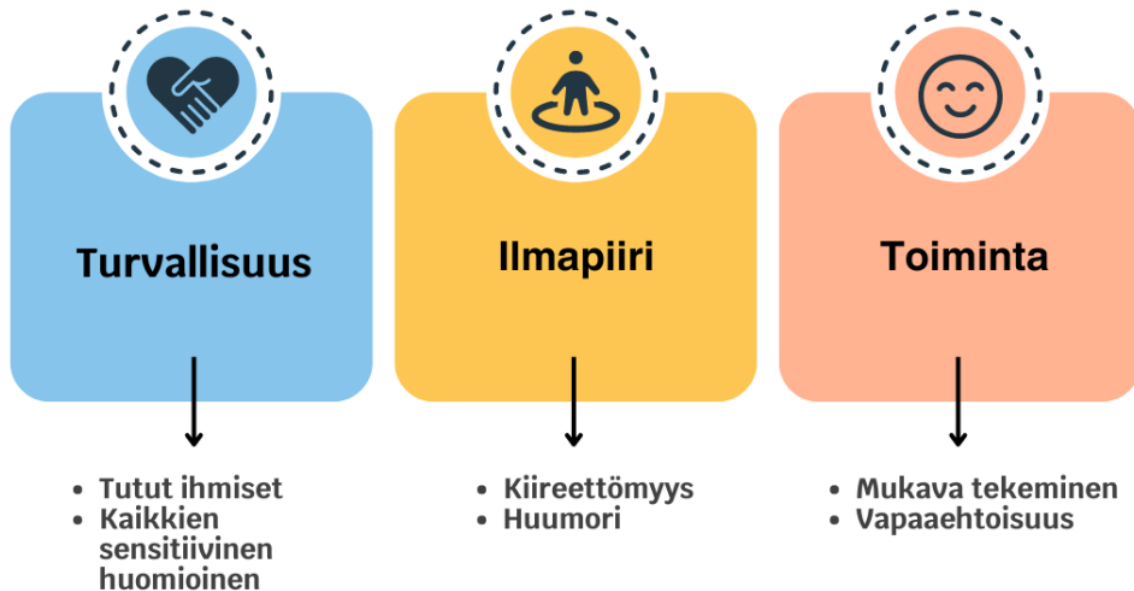 Turvallisuus
Ilmapiiri
Toiminta
• Tutut ihmiset
• Kaikkien
sensitiivinen
huomioinen
• Kiireettömyys
• Huumori
• Mukava tekeminen
• Vapaaehtoisuus